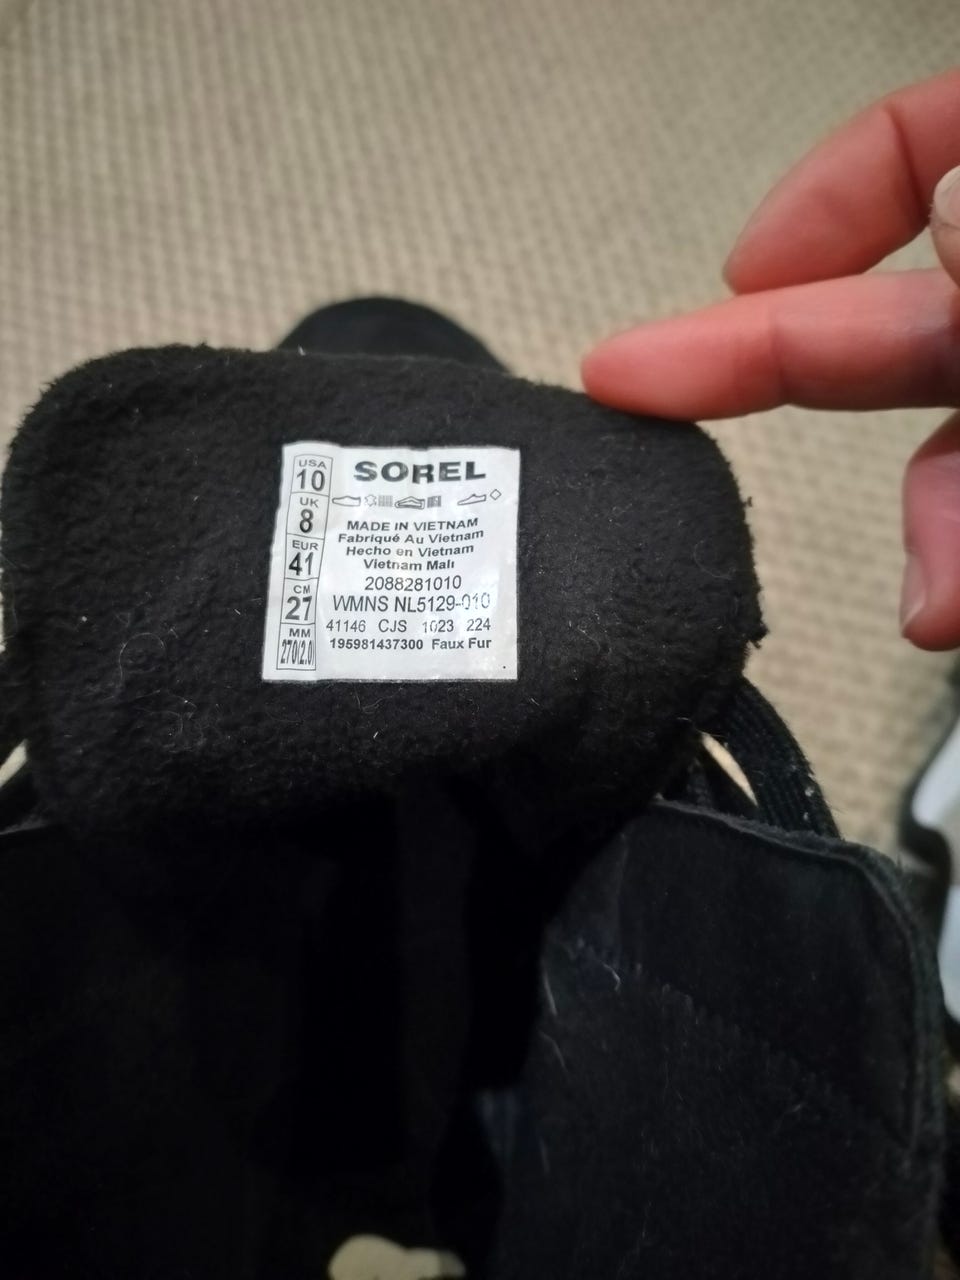 USA
10
UK
8
EUR
41
CM
27
MM
270(2.0)
SOREL
MADE IN VIETNAM
Fabriqué Au Vietnam
Hecho en Vietnam
Vietnam Malı
2088281010
WMNS NL5129-010
41146 CJS 1023 224
195981437300 Faux Fur